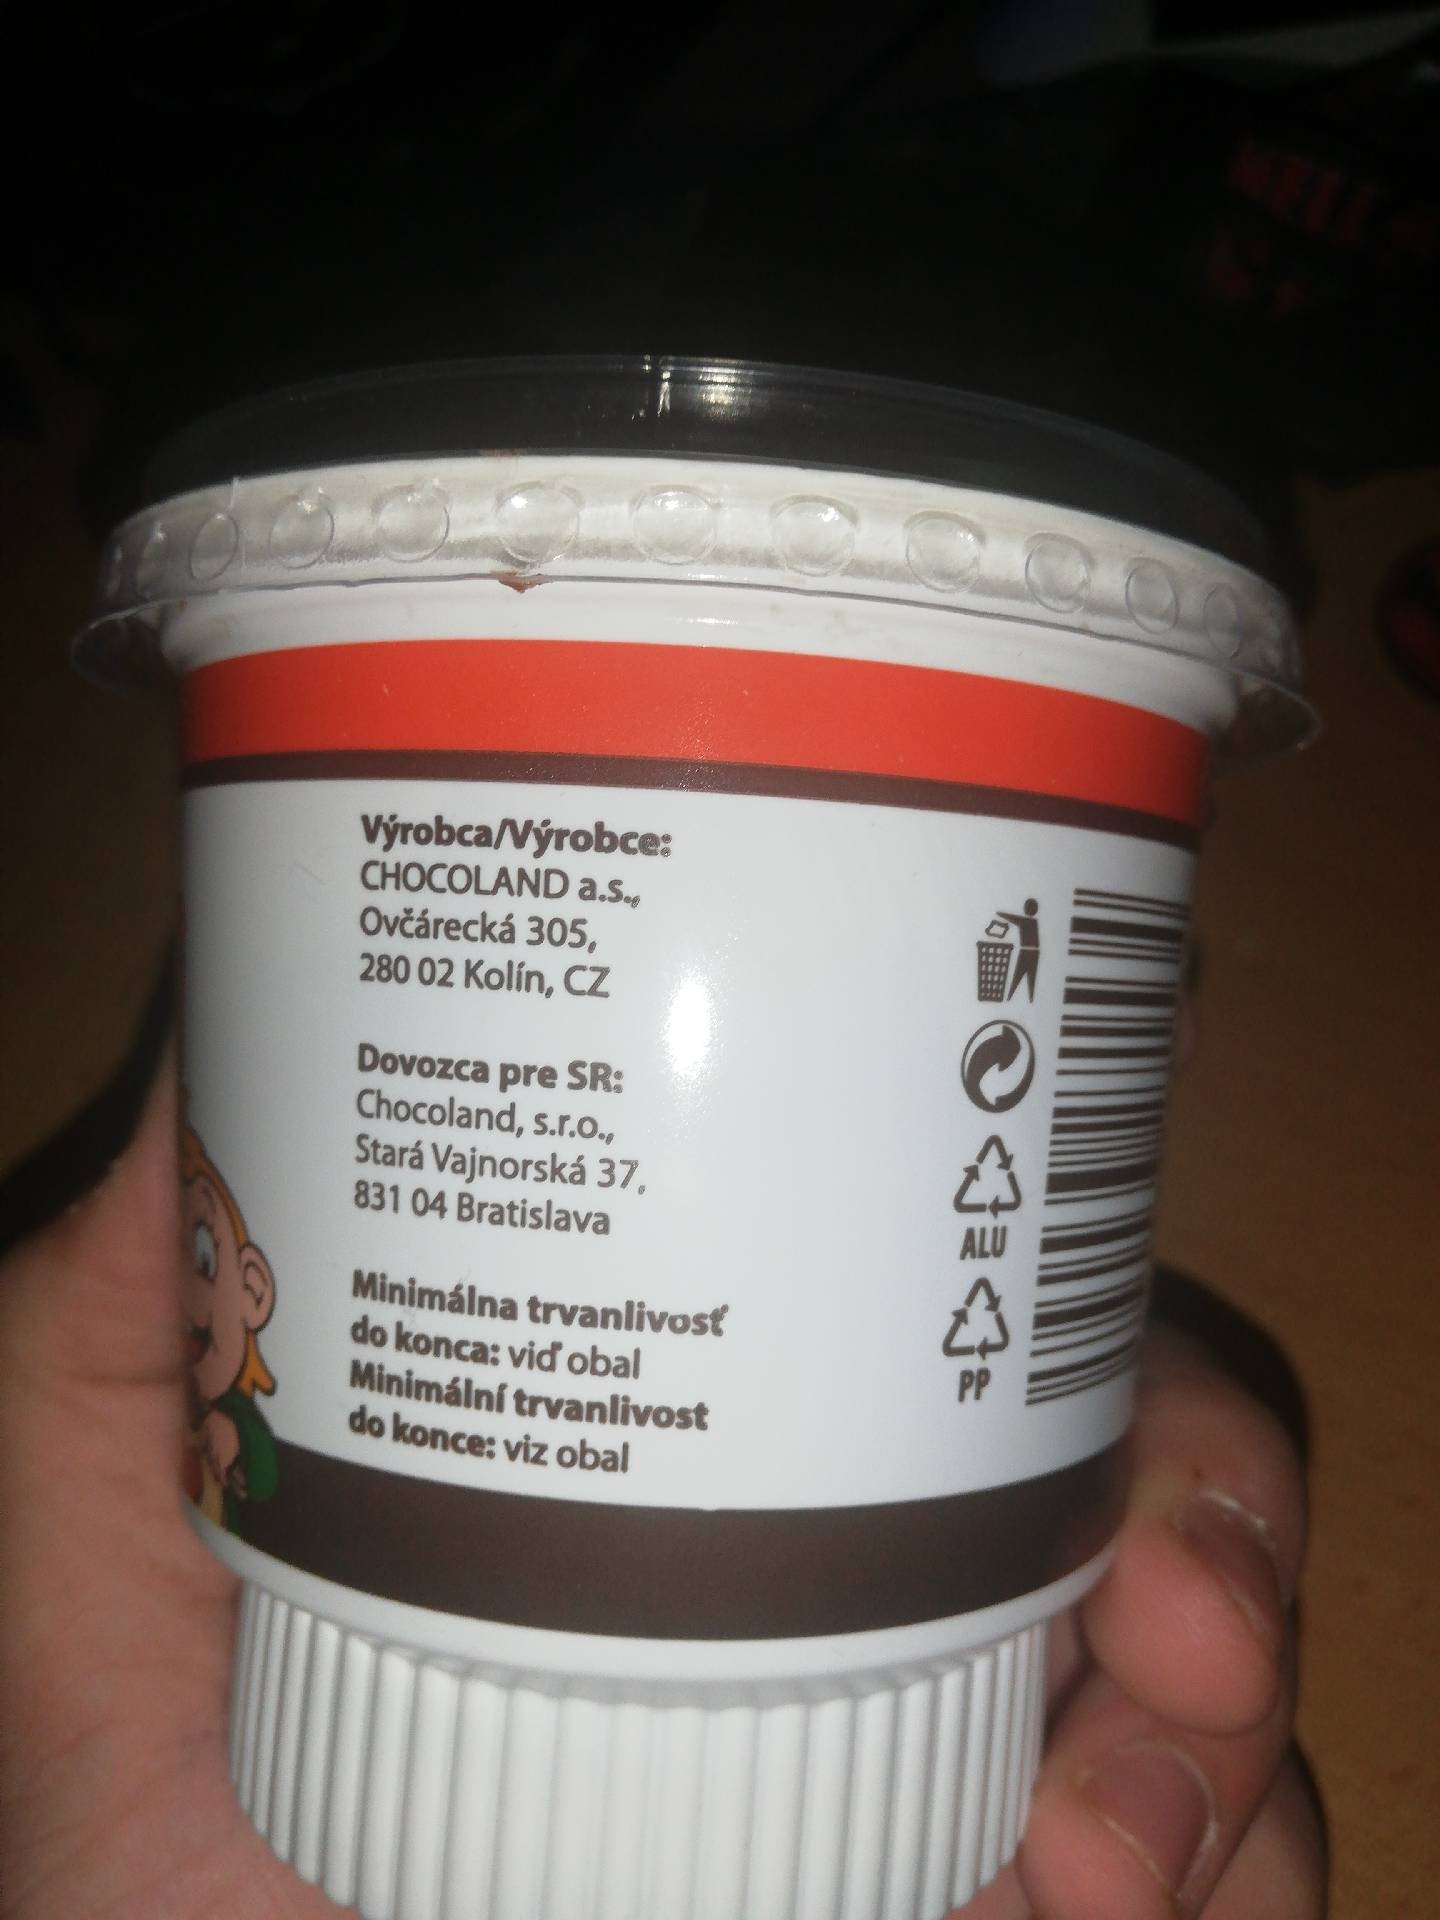 Výrobca/Výrobce:
CHOCOLAND a.s.,
Ovčárecká 305,
280 02 Kolín, CZ
Dovozca pre SR:
Chocoland, s.r.o.,
Stará Vajnorská 37,
831 04 Bratislava
Minimálna trvanlivosť
do konca: viď obal
Minimální trvanlivost
do konce: viz obal
ALU
PP